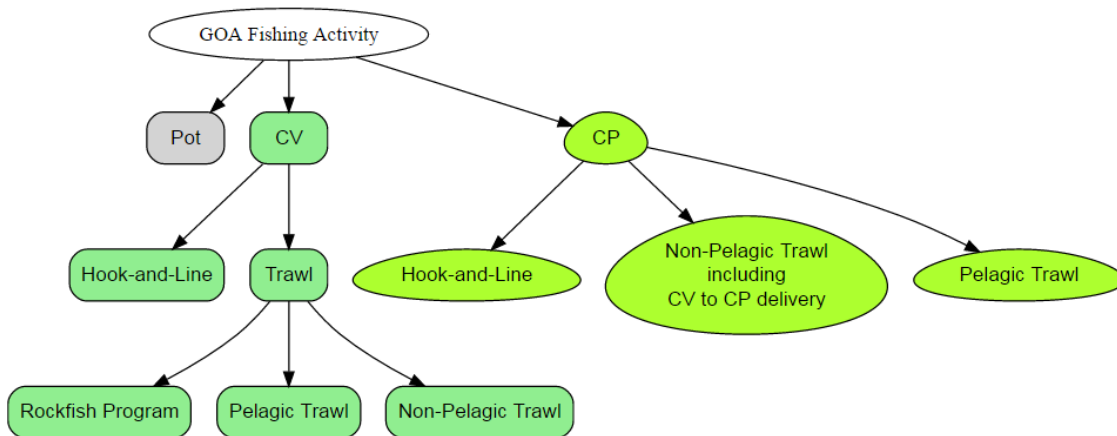 GOA Fishing Activity
Pot
CV
CP
Hook-and-Line
Trawl
Hook-and-Line
Non-Pelagic Trawl
including
CV to CP delivery
Pelagic Trawl
Rockfish Program
Pelagic Trawl
Non-Pelagic Trawl